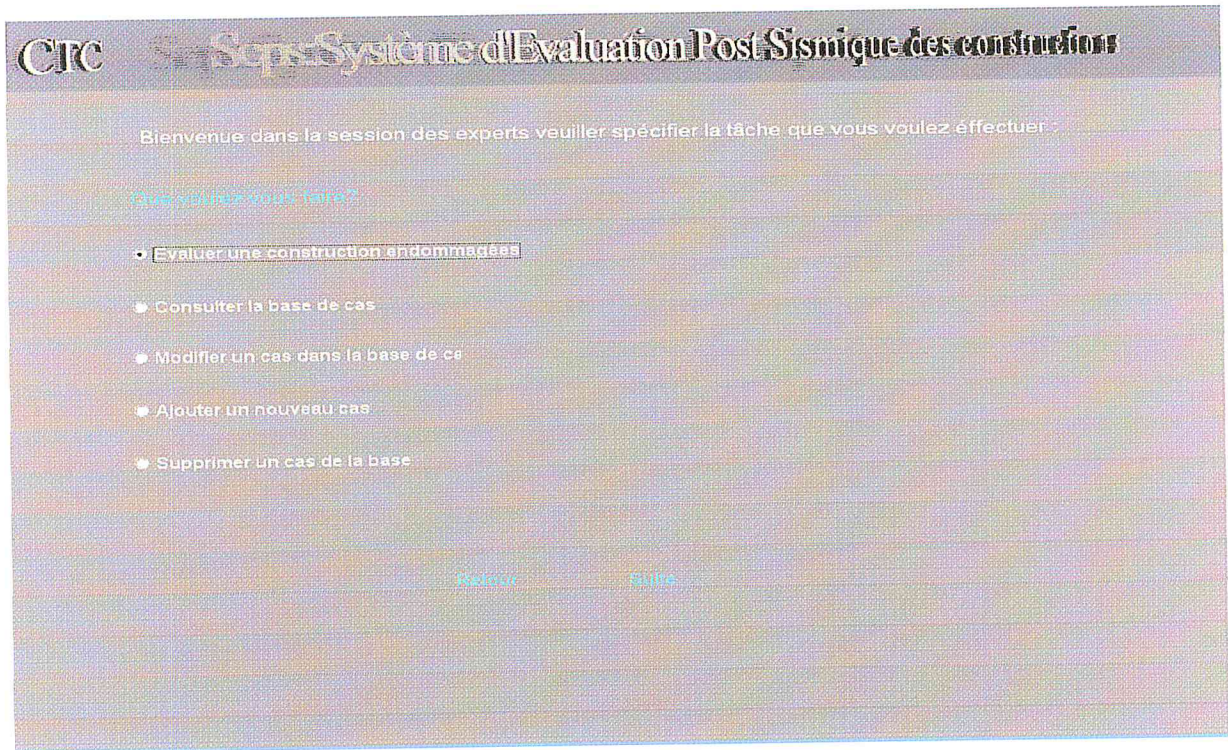 CTC Seps:Système d'Evaluation Post Sismique des constructions
Bienvenue dans la session des experts veuiller spécifier la tâche que vous voulez éffectuer :
Que voulez vous faire?
Evaluer une construction endommagées
Consulter la base de cas
Modifier un cas dans la base de ca
Ajouter un nouveau cas
Supprimer un cas de la base
Retour Suite